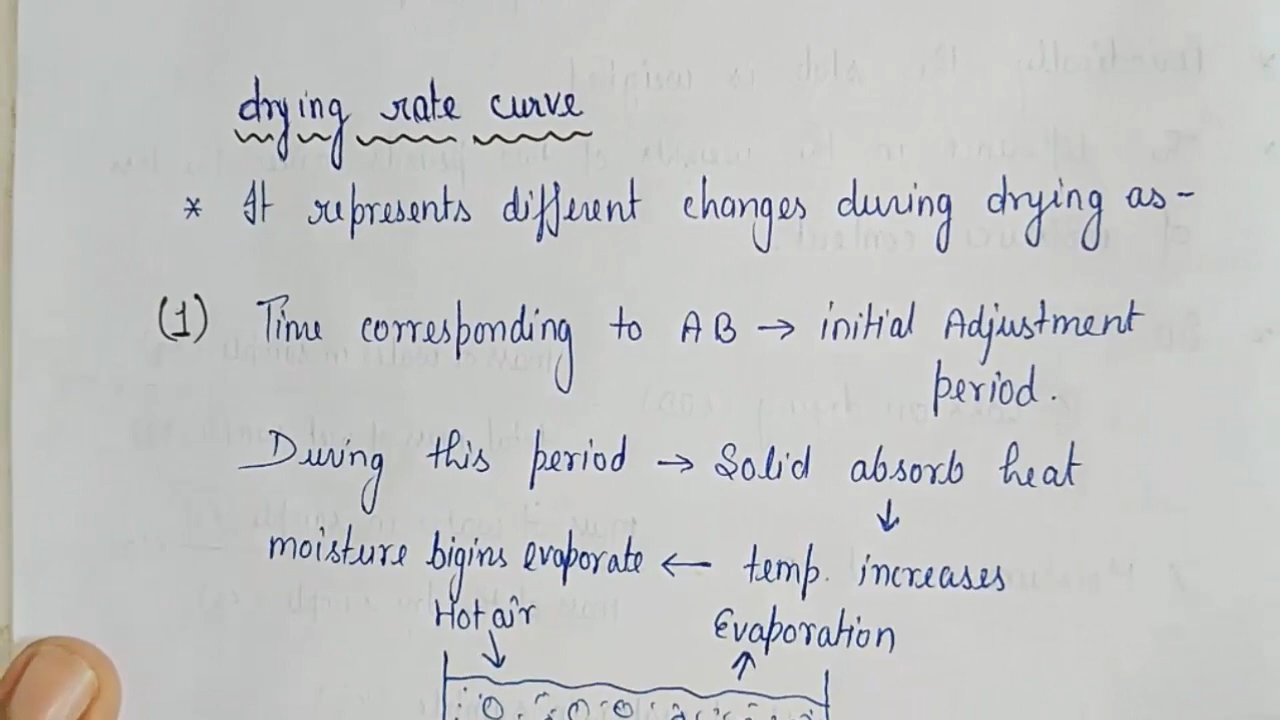 drying rate curve
* It represents different changes during drying as-
(1) Time corresponding to AB → initial Adjustment
period.
During this period → Solid absorb heat
↓
moisture bigins evaporate ← temp. increases
Hot air Evaporation